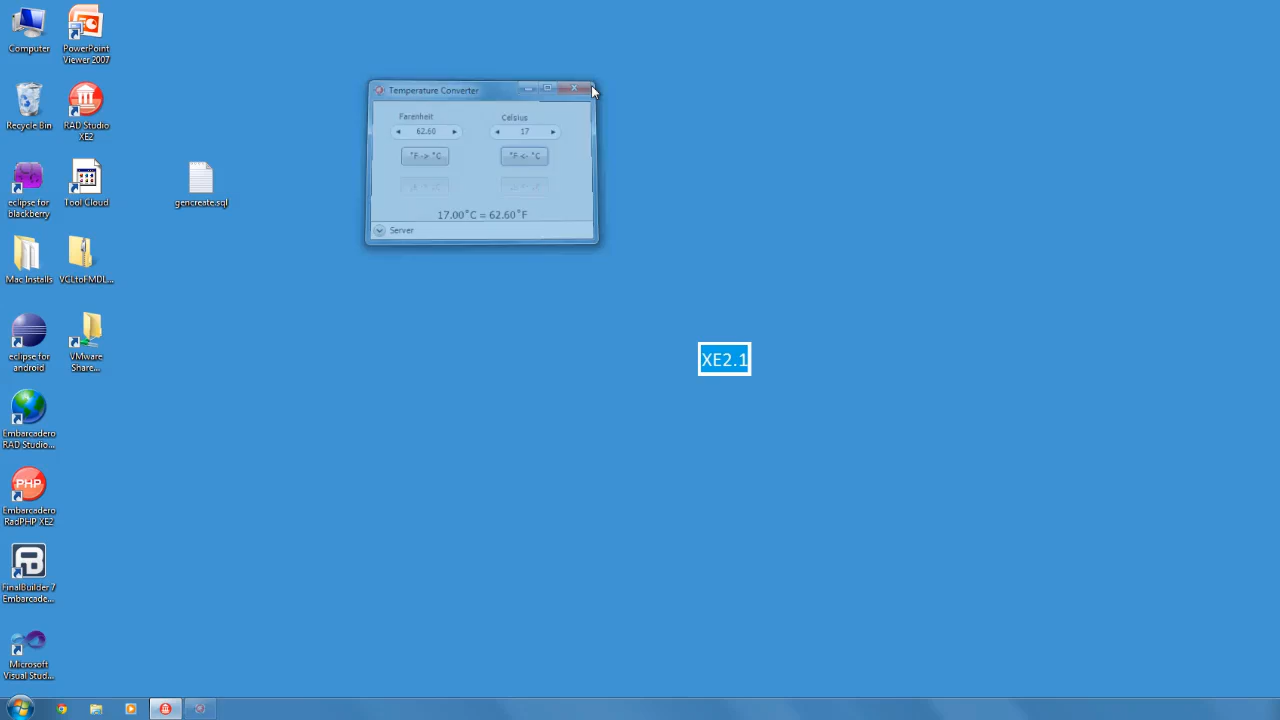 Computer
PowerPoint
Viewer 2007
Recycle Bin
RAD Studio
XE2
eclipse for
blackberry
Tool Cloud
gencreate.sql
Mac Installs
VCLtoFMDL...
eclipse for
android
VMware
Share...
Embarcadero
RAD Studio...
PHP
Embarcadero
RadPHP XE2
FinalBuilder 7
Embarcade...
Microsoft
Visual Stud...
Temperature Converter
Farenheit
Celsius
62.60
17
°F -> °C
°F <- °C
17.00°C = 62.60°F
Server
XE2.1